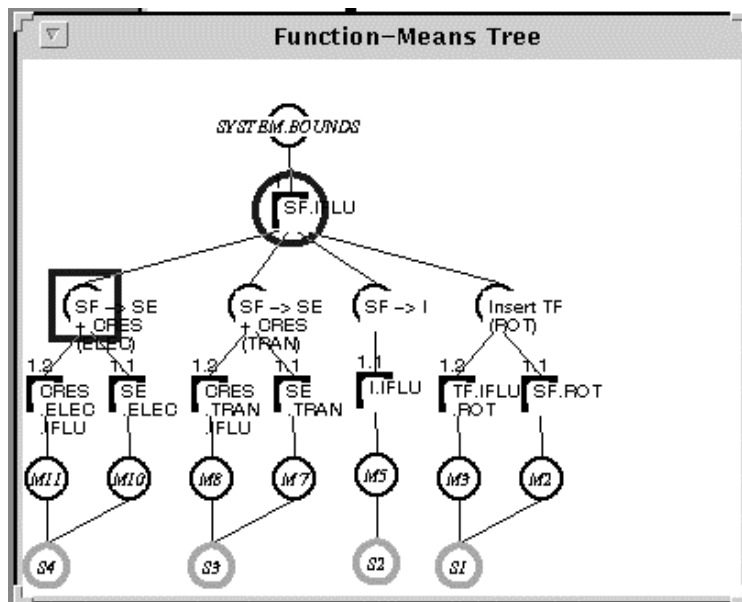 Function-Means Tree
SYSTEM.BOUNDS
1
SF.IFLU
SF -> SE
+ CRES
(ELEC)
SF -> SE
+ CRES
(TRAN)
SF -> I
Insert TF
(ROT)
1.2
CRES
.ELEC
.IFLU
1.1
SE
.ELEC
1.2
CRES
.TRAN
.IFLU
1.1
SE
.TRAN
1.1
I.IFLU
1.2
TF.IFLU
.ROT
1.1
SF.ROT
M11
M10
M8
M7
M5
M3
M2
S4
S3
S2
S1